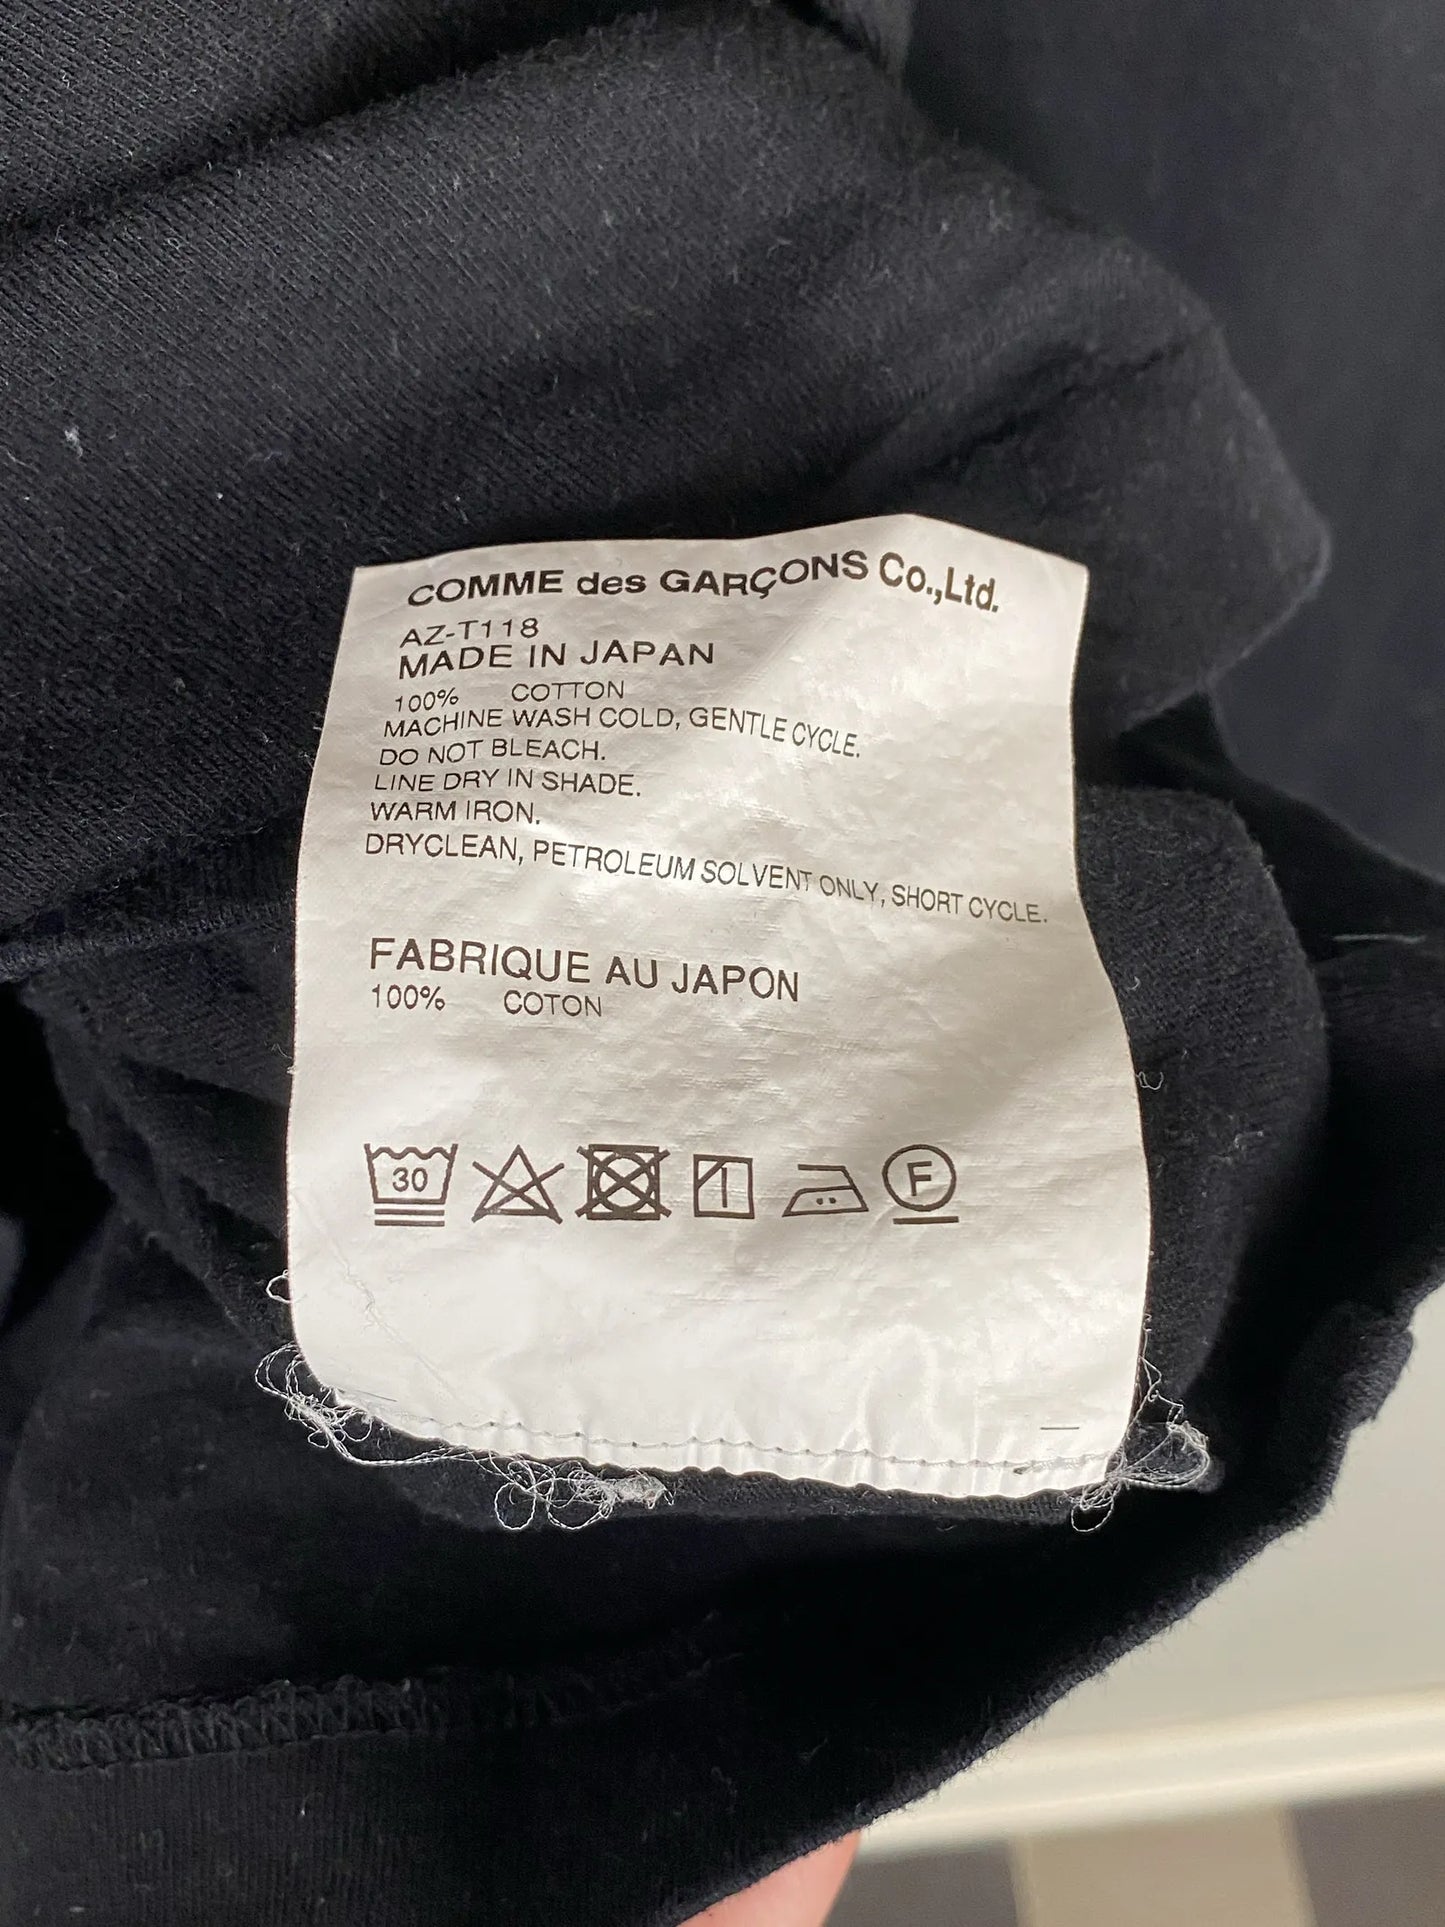 COMME des GARÇONS Co.,Ltd.
AZ-T118
MADE IN JAPAN
100% COTTON
MACHINE WASH COLD, GENTLE CYCLE.
DO NOT BLEACH.
LINE DRY IN SHADE.
WARM IRON.
DRYCLEAN, PETROLEUM SOLVENT ONLY, SHORT CYCLE.
FABRIQUE AU JAPON
100% COTON
30 F